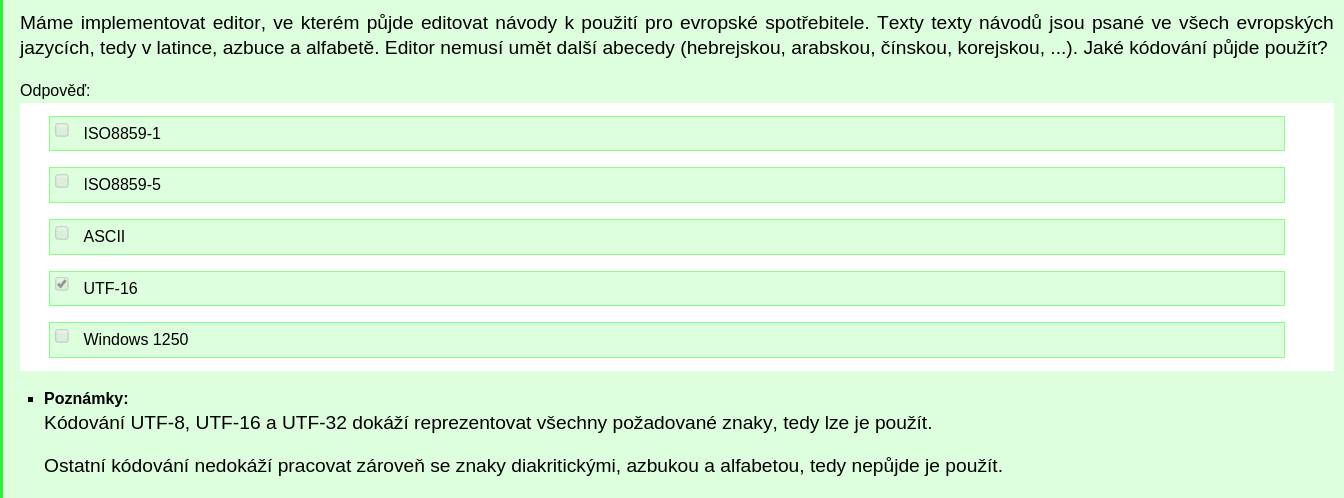 Máme implementovat editor, ve kterém půjde editovat návody k použití pro evropské spotřebitele. Texty texty návodů jsou psané ve všech evropských
jazycích, tedy v latince, azbuce a alfabetě. Editor nemusí umět další abecedy (hebrejskou, arabskou, čínskou, korejskou, ...). Jaké kódování půjde použít?
Odpověď:
ISO8859-1
ISO8859-5
ASCII
UTF-16
Windows 1250
Poznámky:
Kódování UTF-8, UTF-16 a UTF-32 dokáží reprezentovat všechny požadované znaky, tedy lze je použít.
Ostatní kódování nedokáží pracovat zároveň se znaky diakritickými, azbukou a alfabetou, tedy nepůjde je použít.